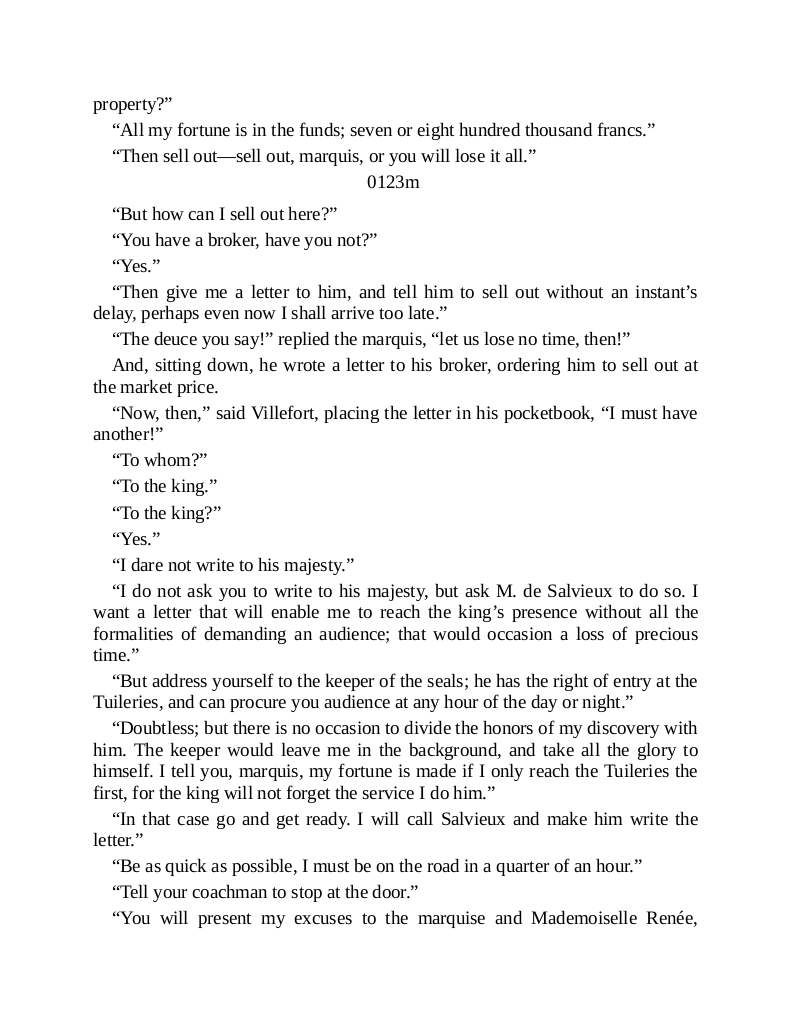 property?”
“All my fortune is in the funds; seven or eight hundred thousand francs.”
“Then sell out—sell out, marquis, or you will lose it all.”
0123m
“But how can I sell out here?”
“You have a broker, have you not?”
“Yes.”
“Then give me a letter to him, and tell him to sell out without an instant’s
delay, perhaps even now I shall arrive too late.”
“The deuce you say!” replied the marquis, “let us lose no time, then!”
And, sitting down, he wrote a letter to his broker, ordering him to sell out at
the market price.
“Now, then,” said Villefort, placing the letter in his pocketbook, “I must have
another!”
“To whom?”
“To the king.”
“To the king?”
“Yes.”
“I dare not write to his majesty.”
“I do not ask you to write to his majesty, but ask M. de Salvieux to do so. I
want a letter that will enable me to reach the king’s presence without all the
formalities of demanding an audience; that would occasion a loss of precious
time.”
“But address yourself to the keeper of the seals; he has the right of entry at the
Tuileries, and can procure you audience at any hour of the day or night.”
“Doubtless; but there is no occasion to divide the honors of my discovery with
him. The keeper would leave me in the background, and take all the glory to
himself. I tell you, marquis, my fortune is made if I only reach the Tuileries the
first, for the king will not forget the service I do him.”
“In that case go and get ready. I will call Salvieux and make him write the
letter.”
“Be as quick as possible, I must be on the road in a quarter of an hour.”
“Tell your coachman to stop at the door.”
“You will present my excuses to the marquise and Mademoiselle Renée,